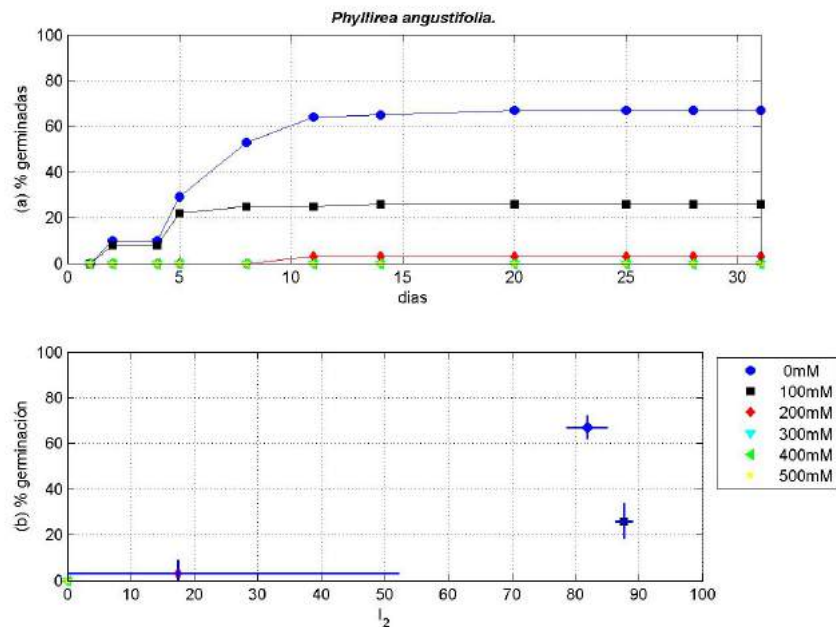 Phyllirea angustifolia.
100
80
60
40
20
0
(a) % germinadas
0 5 10 15 20 25 30
dias
100
80
60
40
20
0
(b) % germinación
0 10 20 30 40 50 60 70 80 90 100
I2
0mM
100mM
200mM
300mM
400mM
500mM